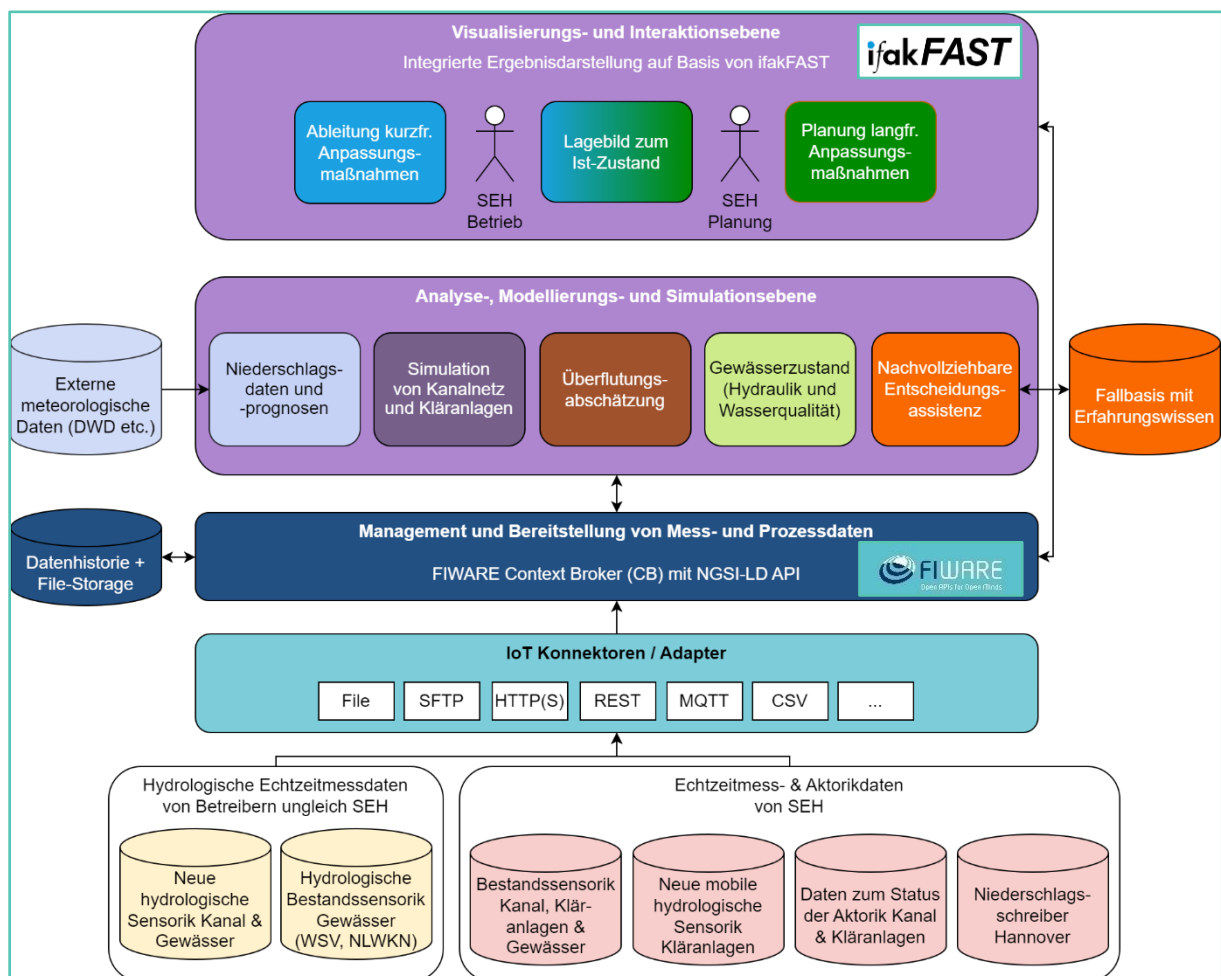 Visualisierungs- und Interaktionsebene
Integrierte Ergebnisdarstellung auf Basis von ifakFAST
ifakFAST
Ableitung kurzfr.
Anpassungs-
maßnahmen
SEH
Betrieb
Lagebild zum
Ist-Zustand
SEH
Planung
Planung langfr.
Anpassungs-
maßnahmen
Analyse-, Modellierungs- und Simulationsebene
Externe
meteorologische
Daten (DWD etc.)
Niederschlags-
daten und
-prognosen
Simulation
von Kanalnetz
und Kläranlagen
Überflutungs-
abschätzung
Gewässerzustand
(Hydraulik und
Wasserqualität)
Nachvollziehbare
Entscheidungs-
assistenz
Fallbasis mit
Erfahrungswissen
Datenhistorie +
File-Storage
Management und Bereitstellung von Mess- und Prozessdaten
FIWARE Context Broker (CB) mit NGSI-LD API
FIWARE
Open APIs for Open Minds
IoT Konnektoren / Adapter
File
SFTP
HTTP(S)
REST
MQTT
CSV
...
Hydrologische Echtzeitmessdaten
von Betreibern ungleich SEH
Neue
hydrologische
Sensorik Kanal &
Gewässer
Hydrologische
Bestandssensorik
Gewässer
(WSV, NLWKN)
Echtzeitmess- & Aktorikdaten
von SEH
Bestandssensorik
Kanal, Klär-
anlagen &
Gewässer
Neue mobile
hydrologische
Sensorik
Kläranlagen
Daten zum Status
der Aktorik Kanal
& Kläranlagen
Niederschlags-
schreiber
Hannover